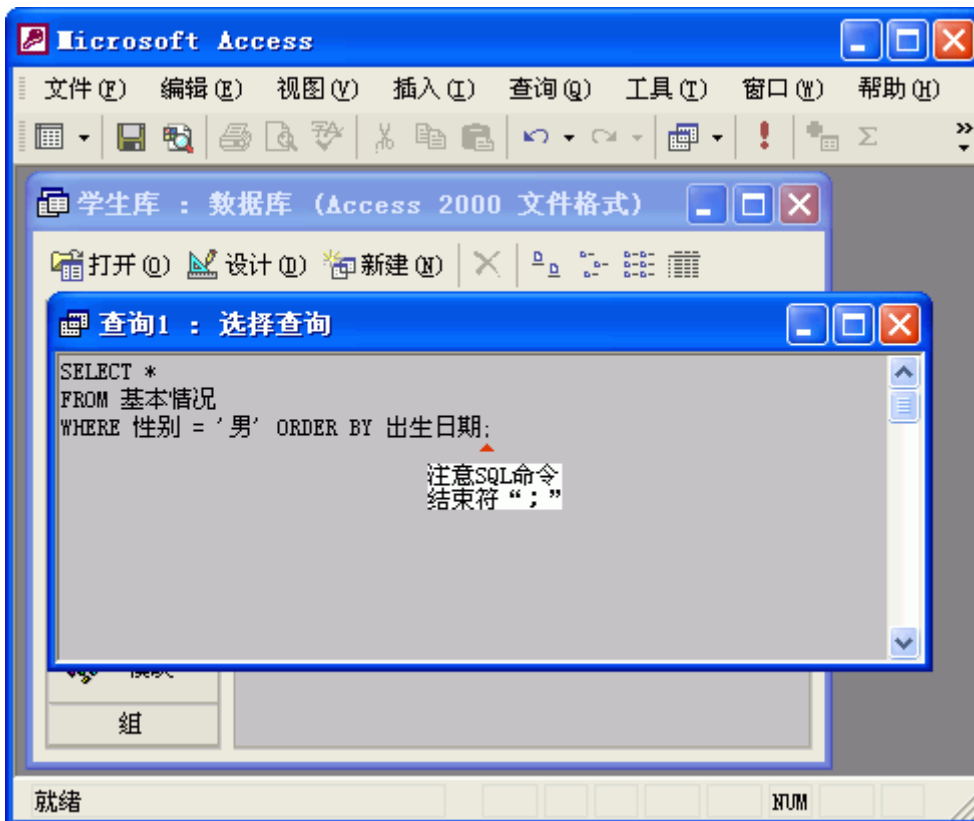 Microsoft Access
文件(F) 编辑(E) 视图(V) 插入(I) 查询(Q) 工具(T) 窗口(W) 帮助(H)
学生库 : 数据库 (Access 2000 文件格式)
打开(O) 设计(D) 新建(N)
查询1 : 选择查询
SELECT *
FROM 基本情况
WHERE 性别 = '男' ORDER BY 出生日期;
注意SQL命令
结束符“;”
组
就绪 NUM